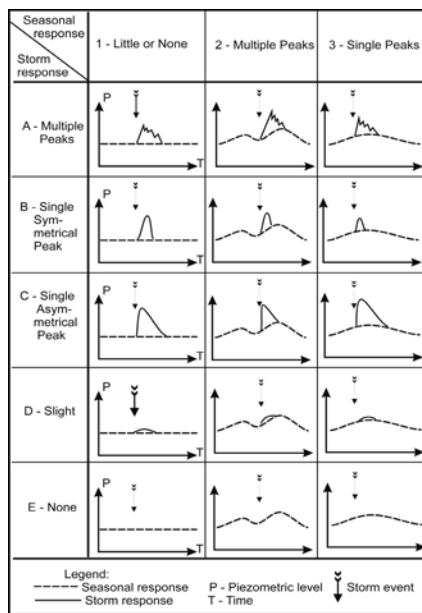 Seasonal
response
Storm
response
1 - Little or None
2 - Multiple Peaks
3 - Single Peaks
A - Multiple
Peaks
P
T
B - Single
Sym-
metrical
Peak
C - Single
Asym-
metrical
Peak
P
T
D - Slight
P
T
E - None
P
T
Legend:
Seasonal response
Storm response
P - Piezometric level
T - Time
Storm event